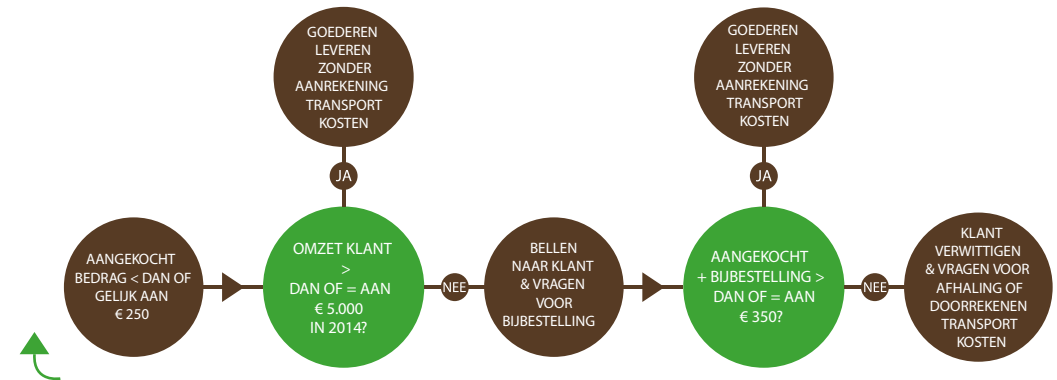 GOEDEREN
LEVEREN
ZONDER
AANREKENING
TRANSPORT
KOSTEN
JA
GOEDEREN
LEVEREN
ZONDER
AANREKENING
TRANSPORT
KOSTEN
JA
AANGEKOCHT
BEDRAG < DAN OF
GELIJK AAN
€ 250
OMZET KLANT
>
DAN OF = AAN
€ 5.000
IN 2014?
NEE
BELLEN
NAAR KLANT
& VRAGEN
VOOR
BIJBESTELLING
AANGEKOCHT
+ BIJBESTELLING >
DAN OF = AAN
€ 350?
NEE
KLANT
VERWITTIGEN
& VRAGEN VOOR
AFHALING OF
DOORREKENEN
TRANSPORT
KOSTEN